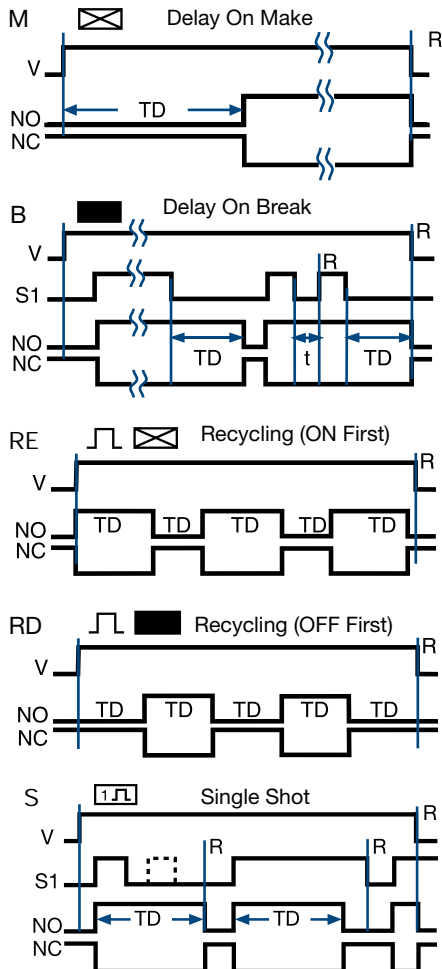 M Delay On Make
R
V
TD
NO
NC
B Delay On Break
R
V
R
S1
NO
TD t TD
NC
RE Recycling (ON First)
R
V
TD TD TD TD TD
NO
NC
RD Recycling (OFF First)
R
V
TD TD TD TD TD
NO
NC
S 1 Single Shot
R
V
R R
S1
TD TD
NO
NC